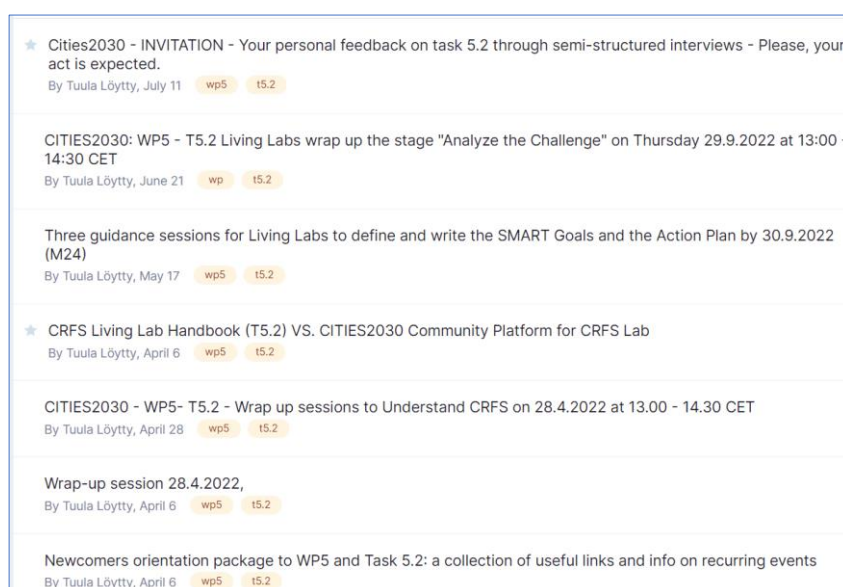 Cities2030 - INVITATION - Your personal feedback on task 5.2 through semi-structured interviews - Please, your
act is expected.
By Tuula Löytty, July 11 wp5 t5.2
CITIES2030: WP5 - T5.2 Living Labs wrap up the stage "Analyze the Challenge" on Thursday 29.9.2022 at 13:00 -
14:30 CET
By Tuula Löytty, June 21 wp t5.2
Three guidance sessions for Living Labs to define and write the SMART Goals and the Action Plan by 30.9.2022
(M24)
By Tuula Löytty, May 17 wp5 t5.2
CRFS Living Lab Handbook (T5.2) VS. CITIES2030 Community Platform for CRFS Lab
By Tuula Löytty, April 6 wp5 t5.2
CITIES2030 - WP5- T5.2 - Wrap up sessions to Understand CRFS on 28.4.2022 at 13.00 - 14.30 CET
By Tuula Löytty, April 28 wp5 t5.2
Wrap-up session 28.4.2022,
By Tuula Löytty, April 6 wp5 t5.2
Newcomers orientation package to WP5 and Task 5.2: a collection of useful links and info on recurring events
By Tuula Löytty, April 6 wp5 t5.2